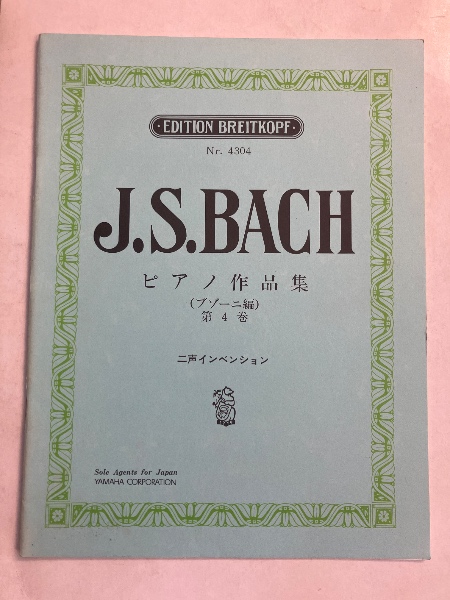 ·EDITION BREITKOPF·
Nr. 4304
J.S.BACH
ピアノ作品集
(ブゾーニ編)
第4巻
二声インベンション
Sole Agents for Japan
YAMAHA CORPORATION